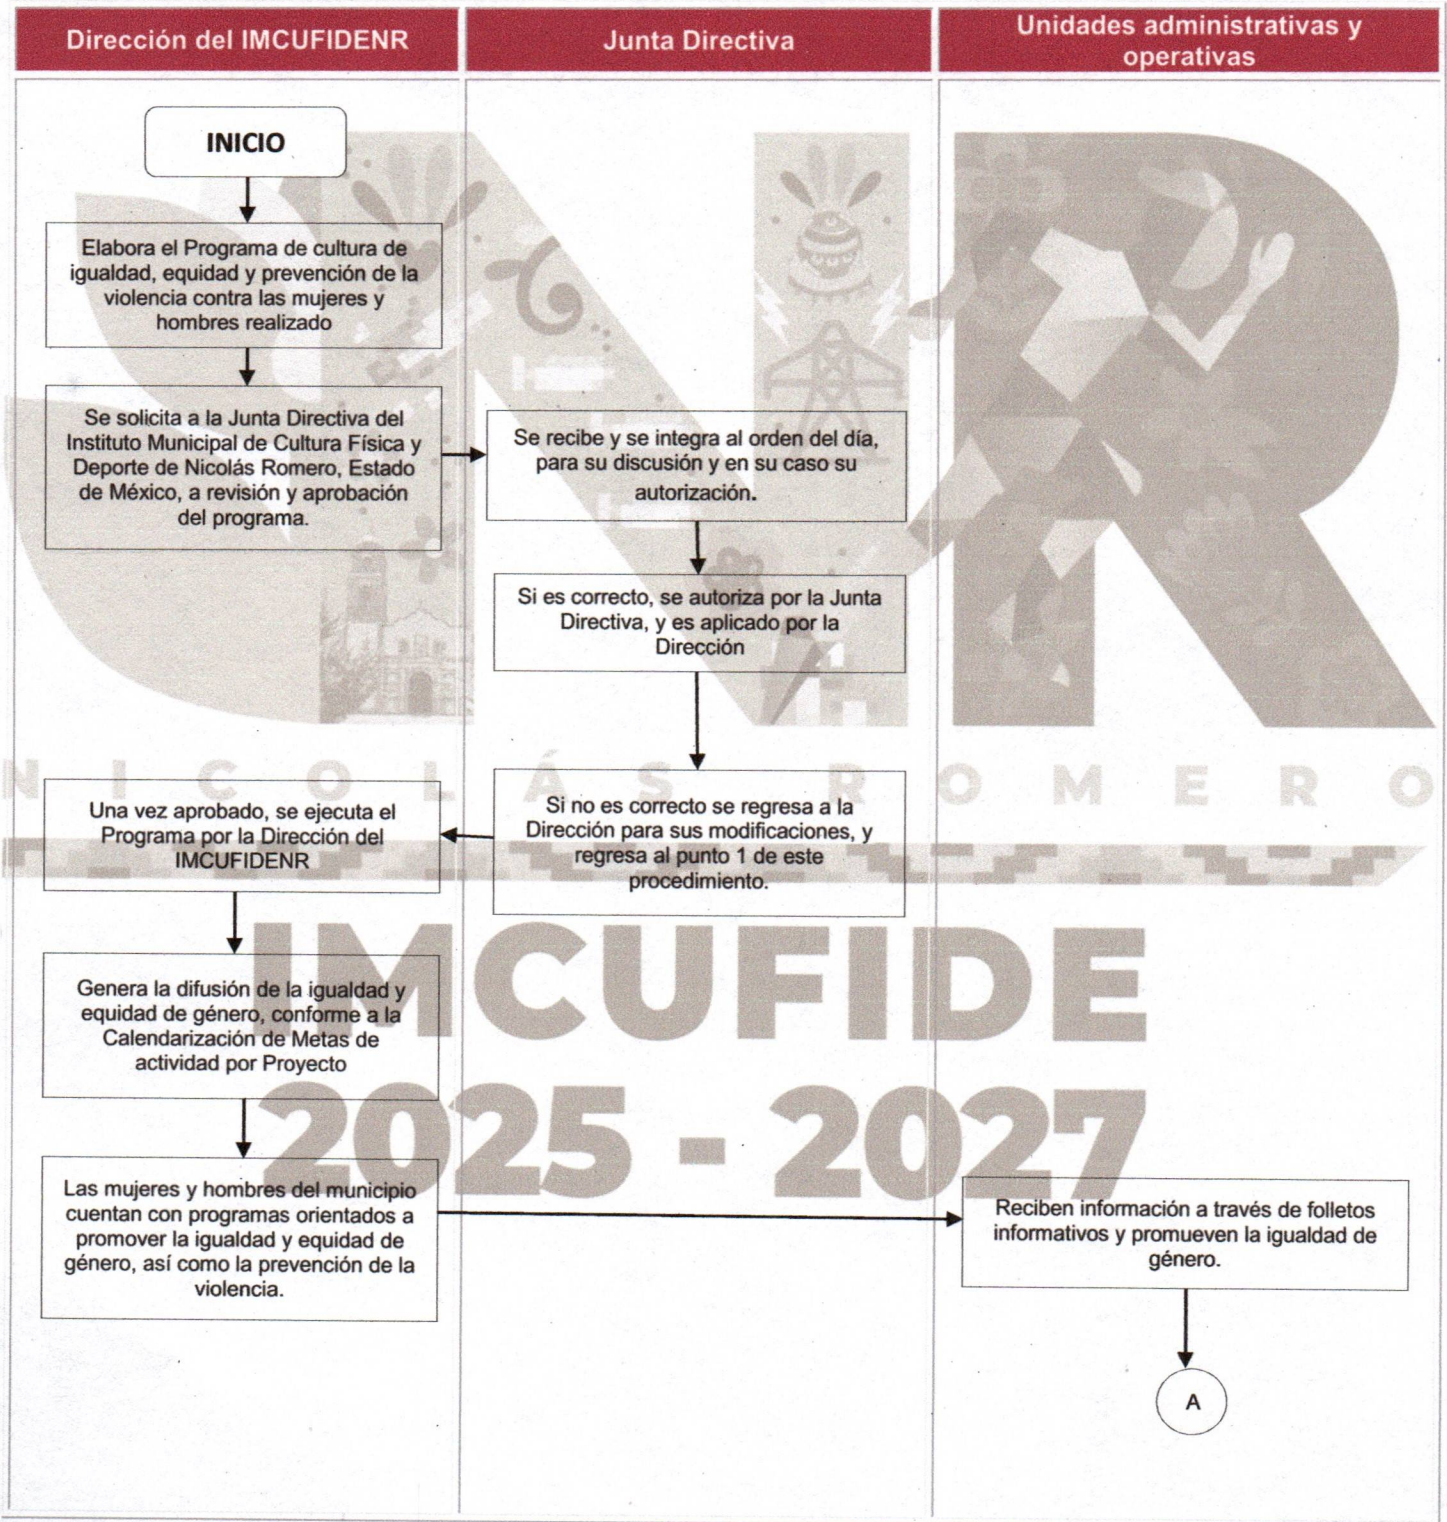 Dirección del IMCUFIDENR
Junta Directiva
Unidades administrativas y
operativas
INICIO
Elabora el Programa de cultura de
igualdad, equidad y prevención de la
violencia contra las mujeres y
hombres realizado
Se solicita a la Junta Directiva del
Instituto Municipal de Cultura Física y
Deporte de Nicolás Romero, Estado
de México, a revisión y aprobación
del programa.
Se recibe y se integra al orden del día,
para su discusión y en su caso su
autorización.
Si es correcto, se autoriza por la Junta
Directiva, y es aplicado por la
Dirección
Si no es correcto se regresa a la
Dirección para sus modificaciones, y
regresa al punto 1 de este
procedimiento.
Una vez aprobado, se ejecuta el
Programa por la Dirección del
IMCUFIDENR
Genera la difusión de la igualdad y
equidad de género, conforme a la
Calendarización de Metas de
actividad por Proyecto
Las mujeres y hombres del municipio
cuentan con programas orientados a
promover la igualdad y equidad de
género, así como la prevención de la
violencia.
Reciben información a través de folletos
informativos y promueven la igualdad de
género.
A
NR
NICOLÁS ROMERO
IMCUFIDE
2025 - 2027